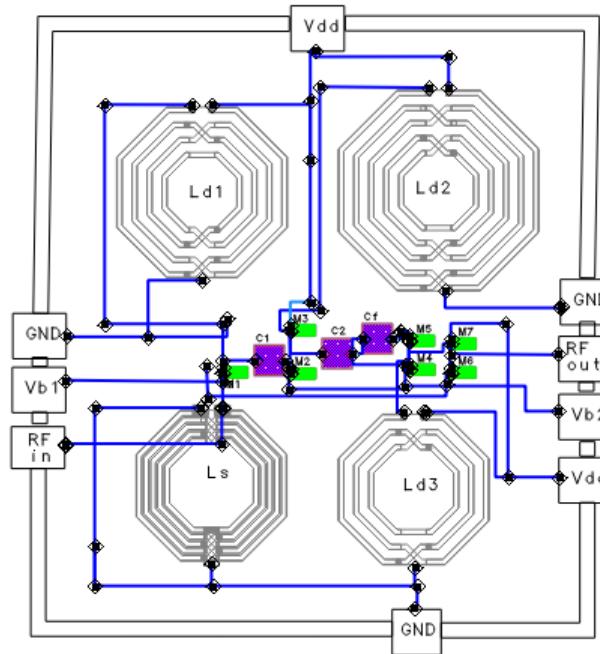 Vdd
Ld1
Ld2
GND
M3
C1
C2
Cf
M5
M7
GND
RF
out
M1
M2
M4
M6
Vb1
Vb2
RF
in
Ls
Ld3
Vdd
GND